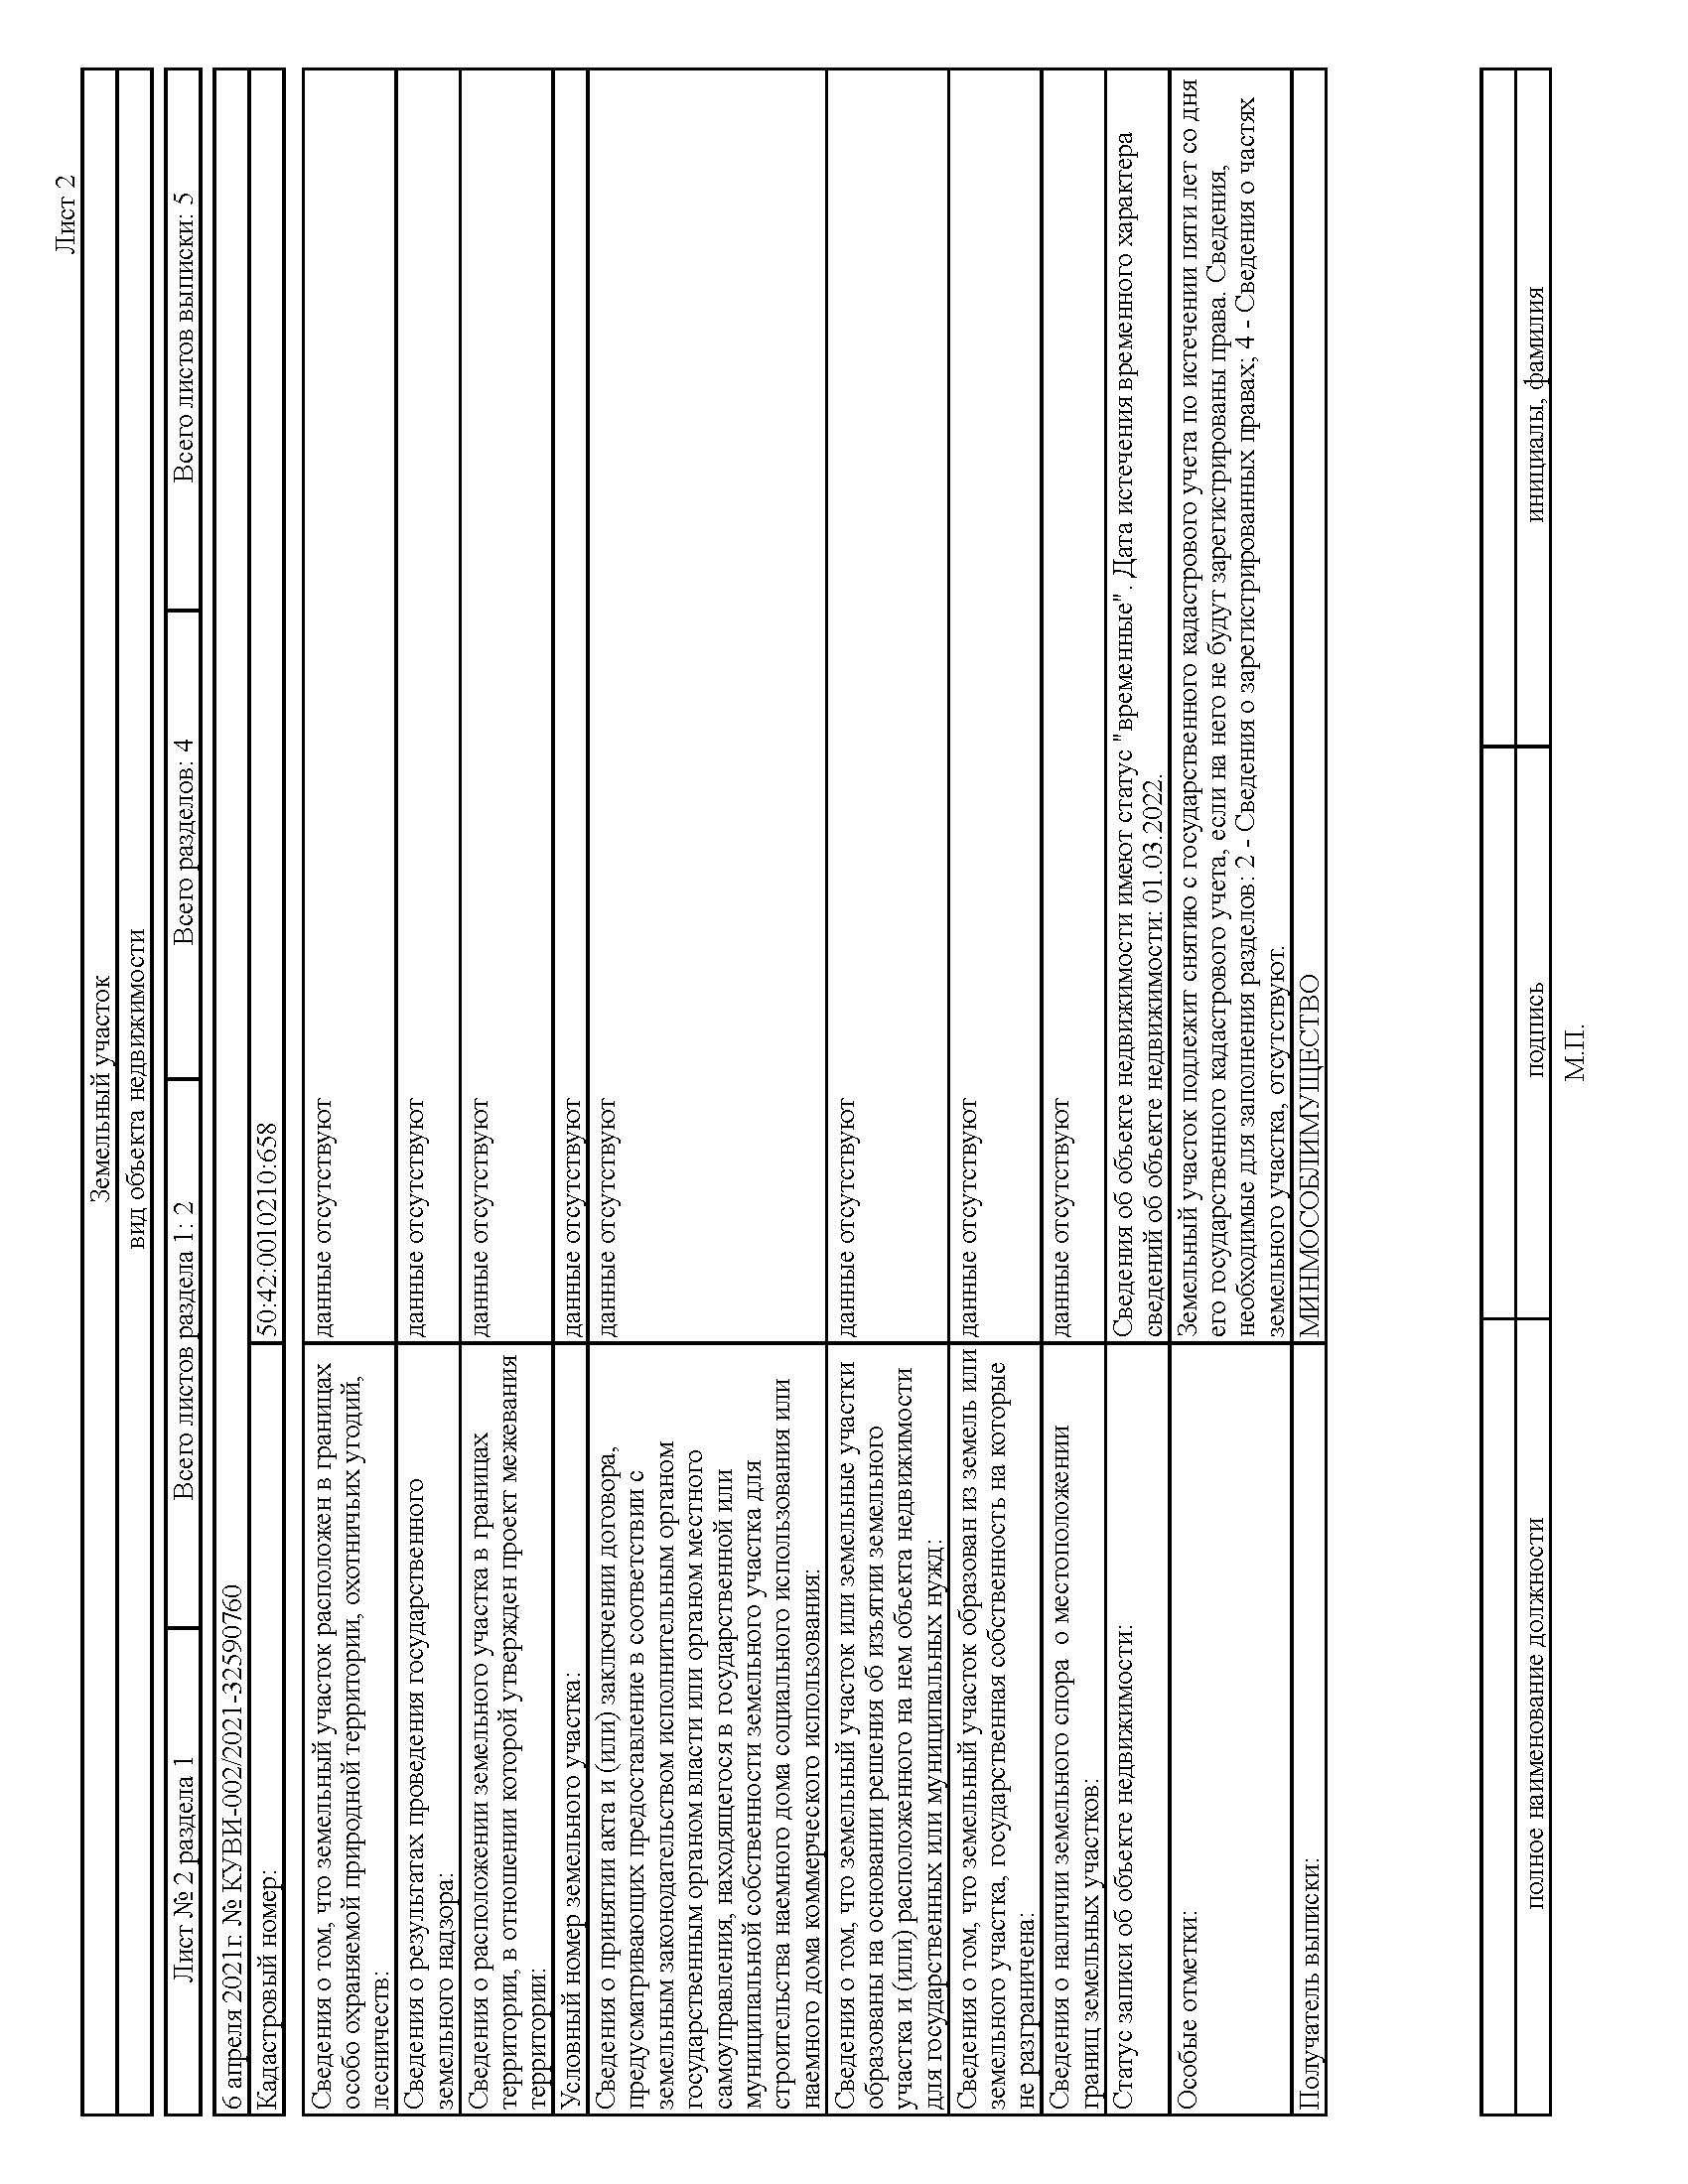 Лист 2
Земельный участок
вид объекта недвижимости
Лист № 2 раздела 1
Всего листов раздела 1: 2
Всего разделов: 4
Всего листов выписки: 5
6 апреля 2021г. № КУВИ-002/2021-32590760
Кадастровый номер:
50:42:0010210:658
Сведения о том, что земельный участок расположен в границах
особо охраняемой природной территории, охотничьих угодий,
лесничеств:
данные отсутствуют
Сведения о результатах проведения государственного
земельного надзора:
данные отсутствуют
Сведения о расположении земельного участка в границах
территории, в отношении которой утвержден проект межевания
территории:
данные отсутствуют
Условный номер земельного участка:
данные отсутствуют
Сведения о принятии акта и (или) заключении договора,
предусматривающих предоставление в соответствии с
земельным законодательством исполнительным органом
государственным органом власти или органом местного
самоуправления, находящегося в государственной или
муниципальной собственности земельного участка для
строительства наемного дома социального использования или
наемного дома коммерческого использования:
данные отсутствуют
Сведения о том, что земельный участок или земельные участки
образованы на основании решения об изъятии земельного
участка и (или) расположенного на нем объекта недвижимости
для государственных или муниципальных нужд:
данные отсутствуют
Сведения о том, что земельный участок образован из земель или
земельного участка, государственная собственность на которые
не разграничена:
данные отсутствуют
Сведения о наличии земельного спора о местоположении
границ земельных участков:
данные отсутствуют
Статус записи об объекте недвижимости:
Сведения об объекте недвижимости имеют статус "временные". Дата истечения временного характера
сведений об объекте недвижимости: 01.03.2022.
Особые отметки:
Земельный участок подлежит снятию с государственного кадастрового учета по истечении пяти лет со дня
его государственного кадастрового учета, если на него не будут зарегистрированы права. Сведения,
необходимые для заполнения разделов: 2 - Сведения о зарегистрированных правах; 4 - Сведения о частях
земельного участка, отсутствуют.
Получатель выписки:
МИНМОСОБЛИМУЩЕСТВО
полное наименование должности
подпись
инициалы, фамилия
М.П.